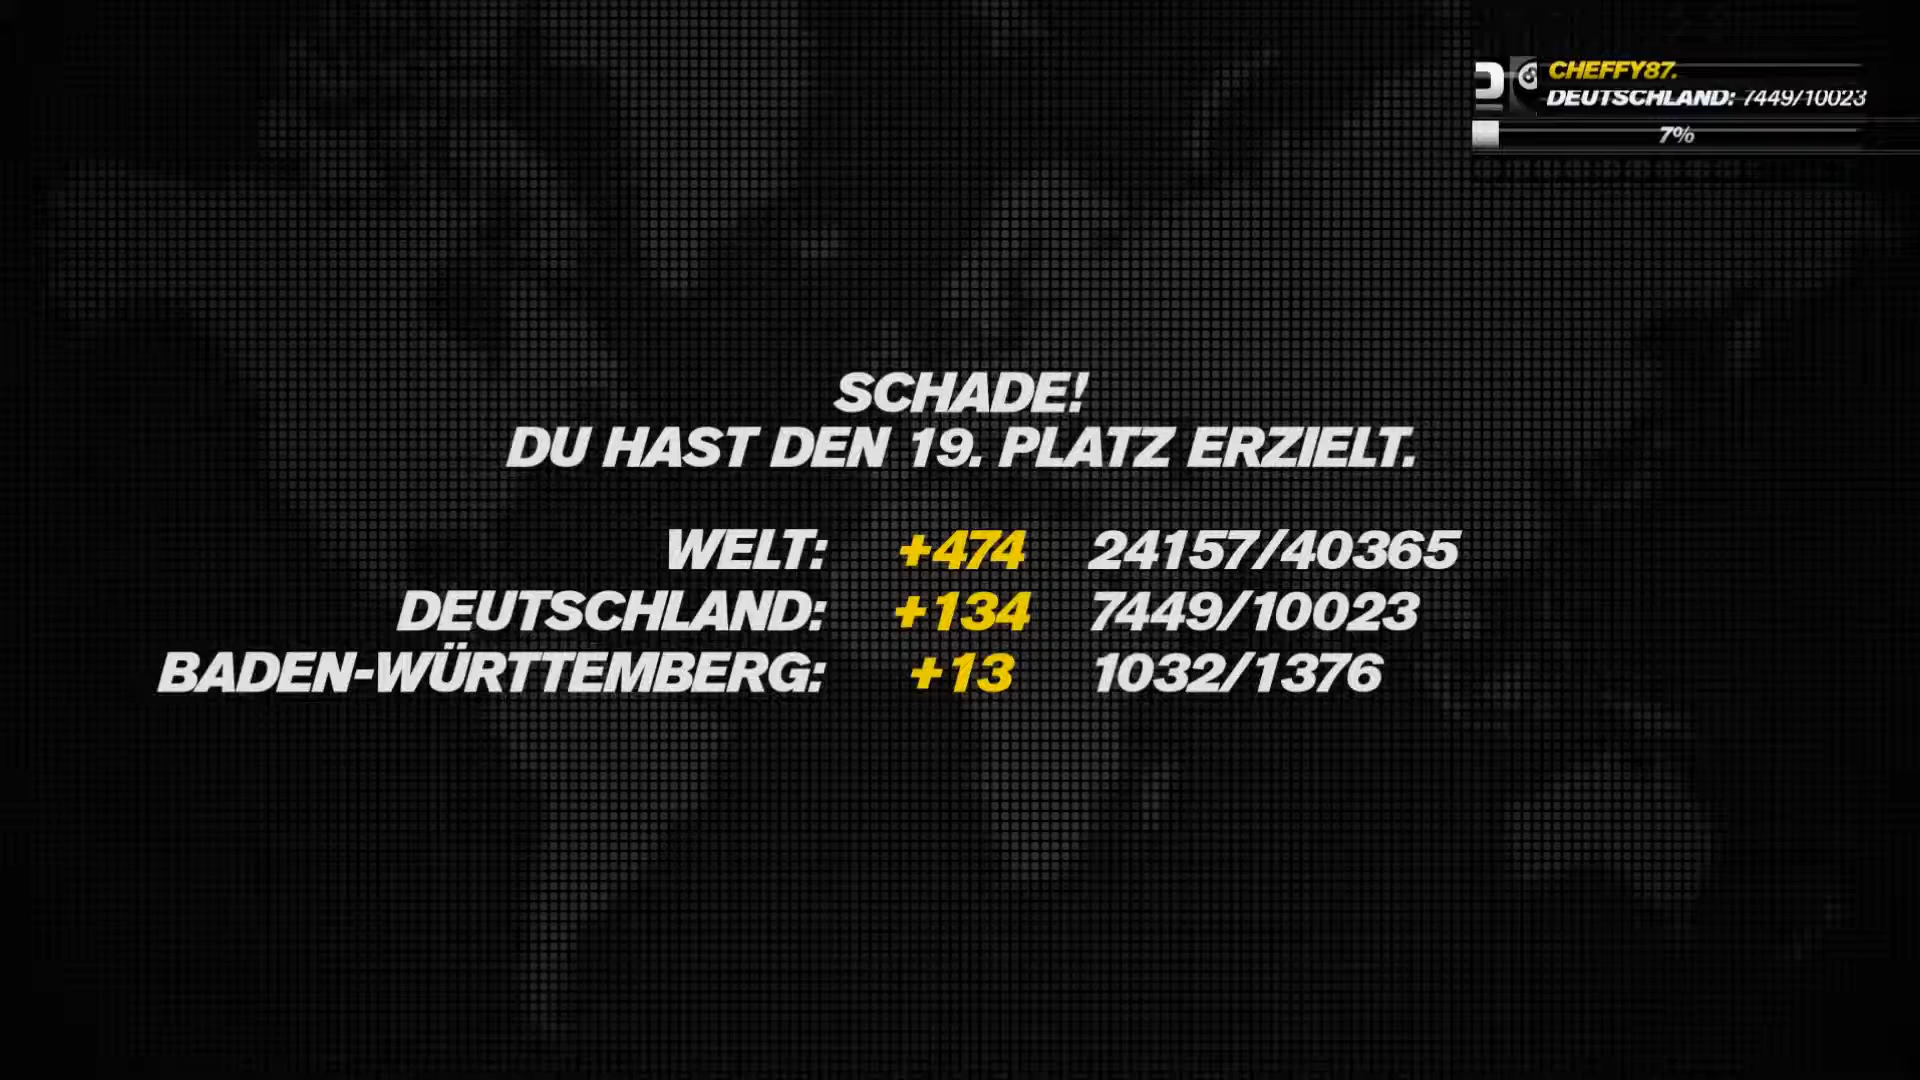 CHEFFY87.
DEUTSCHLAND: 7449/10023
7%
SCHADE!
DU HAST DEN 19. PLATZ ERZIELT.
WELT: +474 24157/40365
DEUTSCHLAND: +134 7449/10023
BADEN-WÜRTTEMBERG: +13 1032/1376